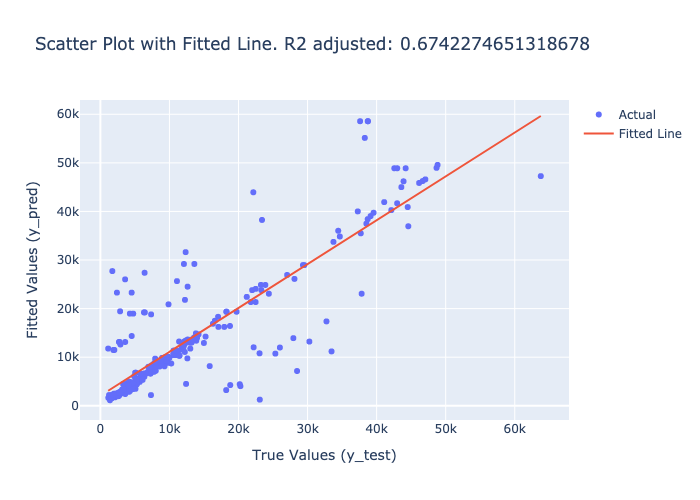 Scatter Plot with Fitted Line. R2 adjusted: 0.6742274651318678
Actual
Fitted Line
60k
50k
40k
30k
20k
10k
0
Fitted Values (y_pred)
0 10k 20k 30k 40k 50k 60k
True Values (y_test)